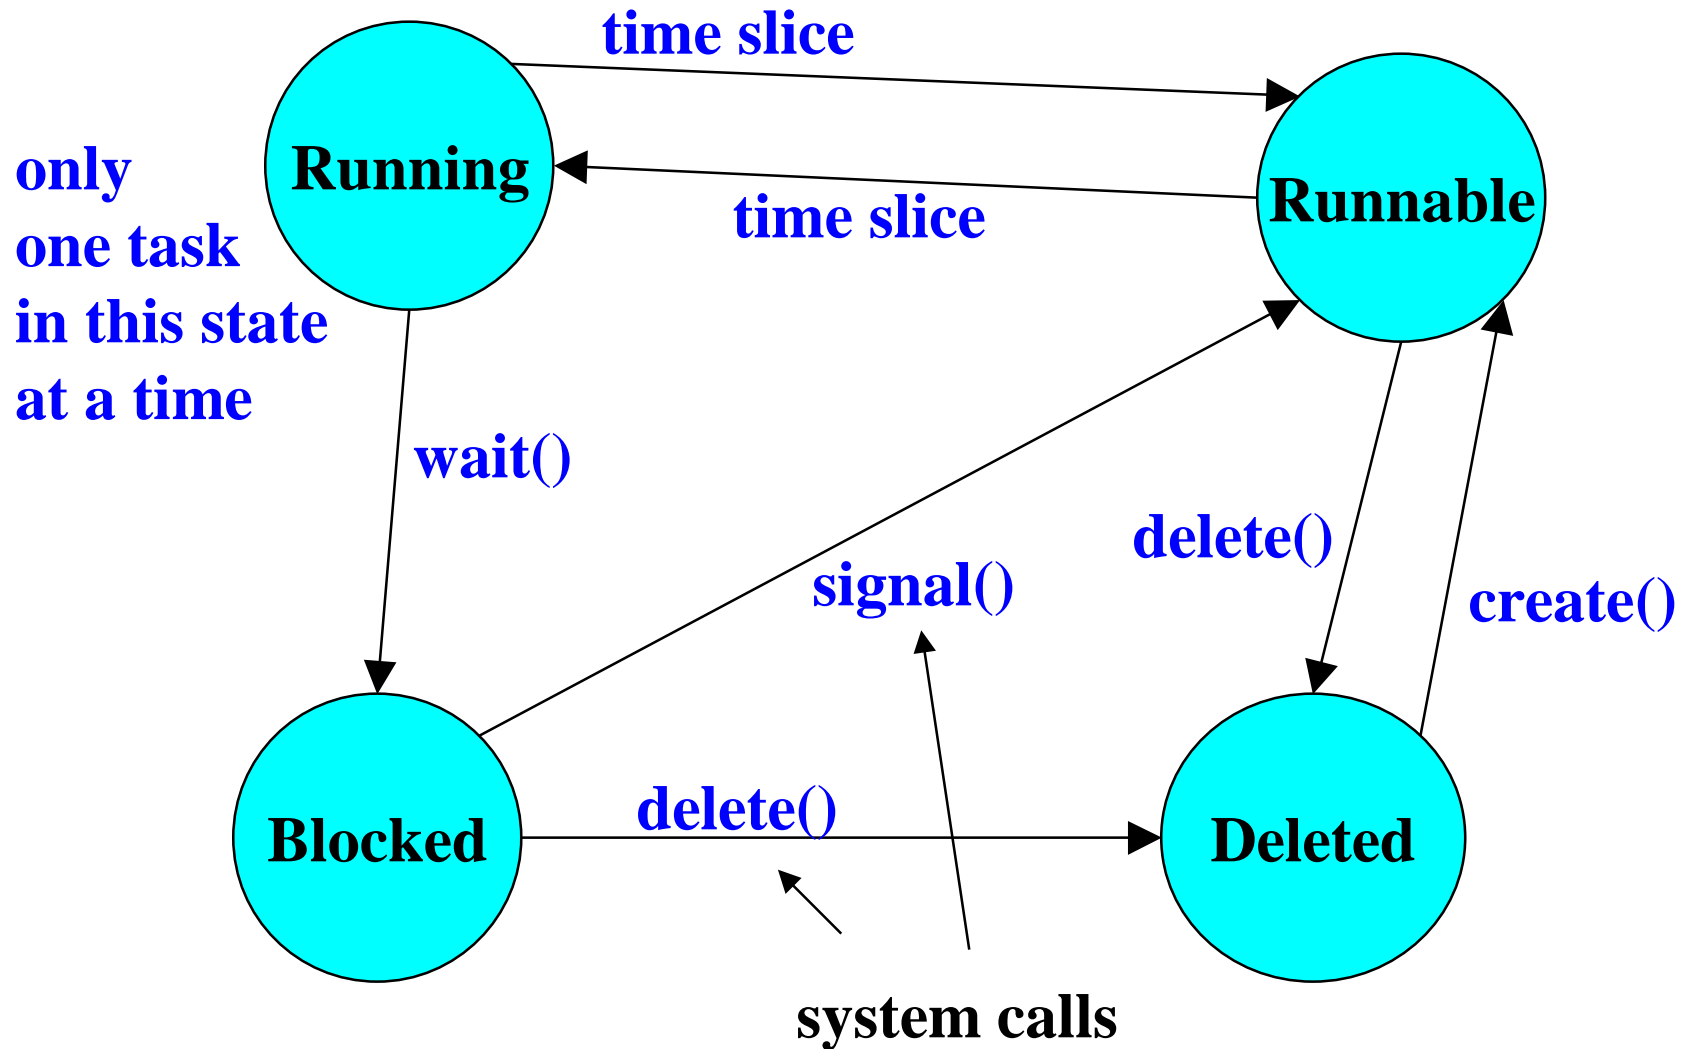 time slice
Running
Runnable
time slice
only
one task
in this state
at a time
wait()
delete()
signal()
create()
delete()
Blocked
Deleted
system calls